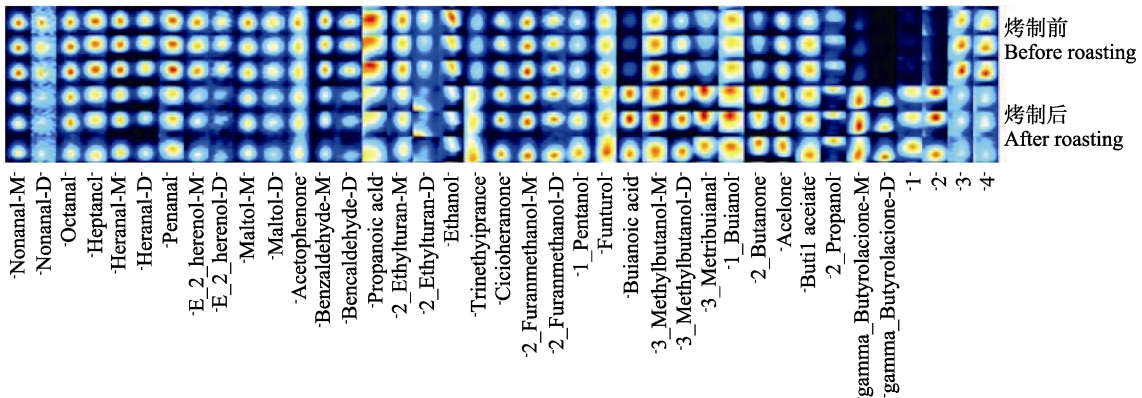 烤制前
Before roasting
烤制后
After roasting
-Nonanal-M-
-Nonanal-D-
-Octanal-
-Heptancl-
-Heranal-M-
-Heranal-D-
-Penanal-
-E_2_herenol-M-
-E_2_herenol-D-
-Maltol-M-
-Maltol-D-
-Acetophenone-
-Benzaldehyde-M-
-Bencaldehyde-D-
-Propanoic acld-
-2_Ethylturan-M-
-2_Ethylturan-D-
-Ethanol-
-Trinethyiprance-
-Cicioheranone-
-2_Furanmethanol-M-
-2_Furanmethanol-D-
-1_Pentanol-
-Funturol-
-Buianoic acid-
-3_Methylbutanol-M-
-3_Methylbutanol-D-
-3_Metribuianal-
-1_Buianol-
-2_Butanone-
-Acelone-
-Buti1 aceiate-
-2_Propanol-
gamma_Butyrolacione-M-
gamma_Butyrolacione-D-
-1-
-2
-3-
-4-